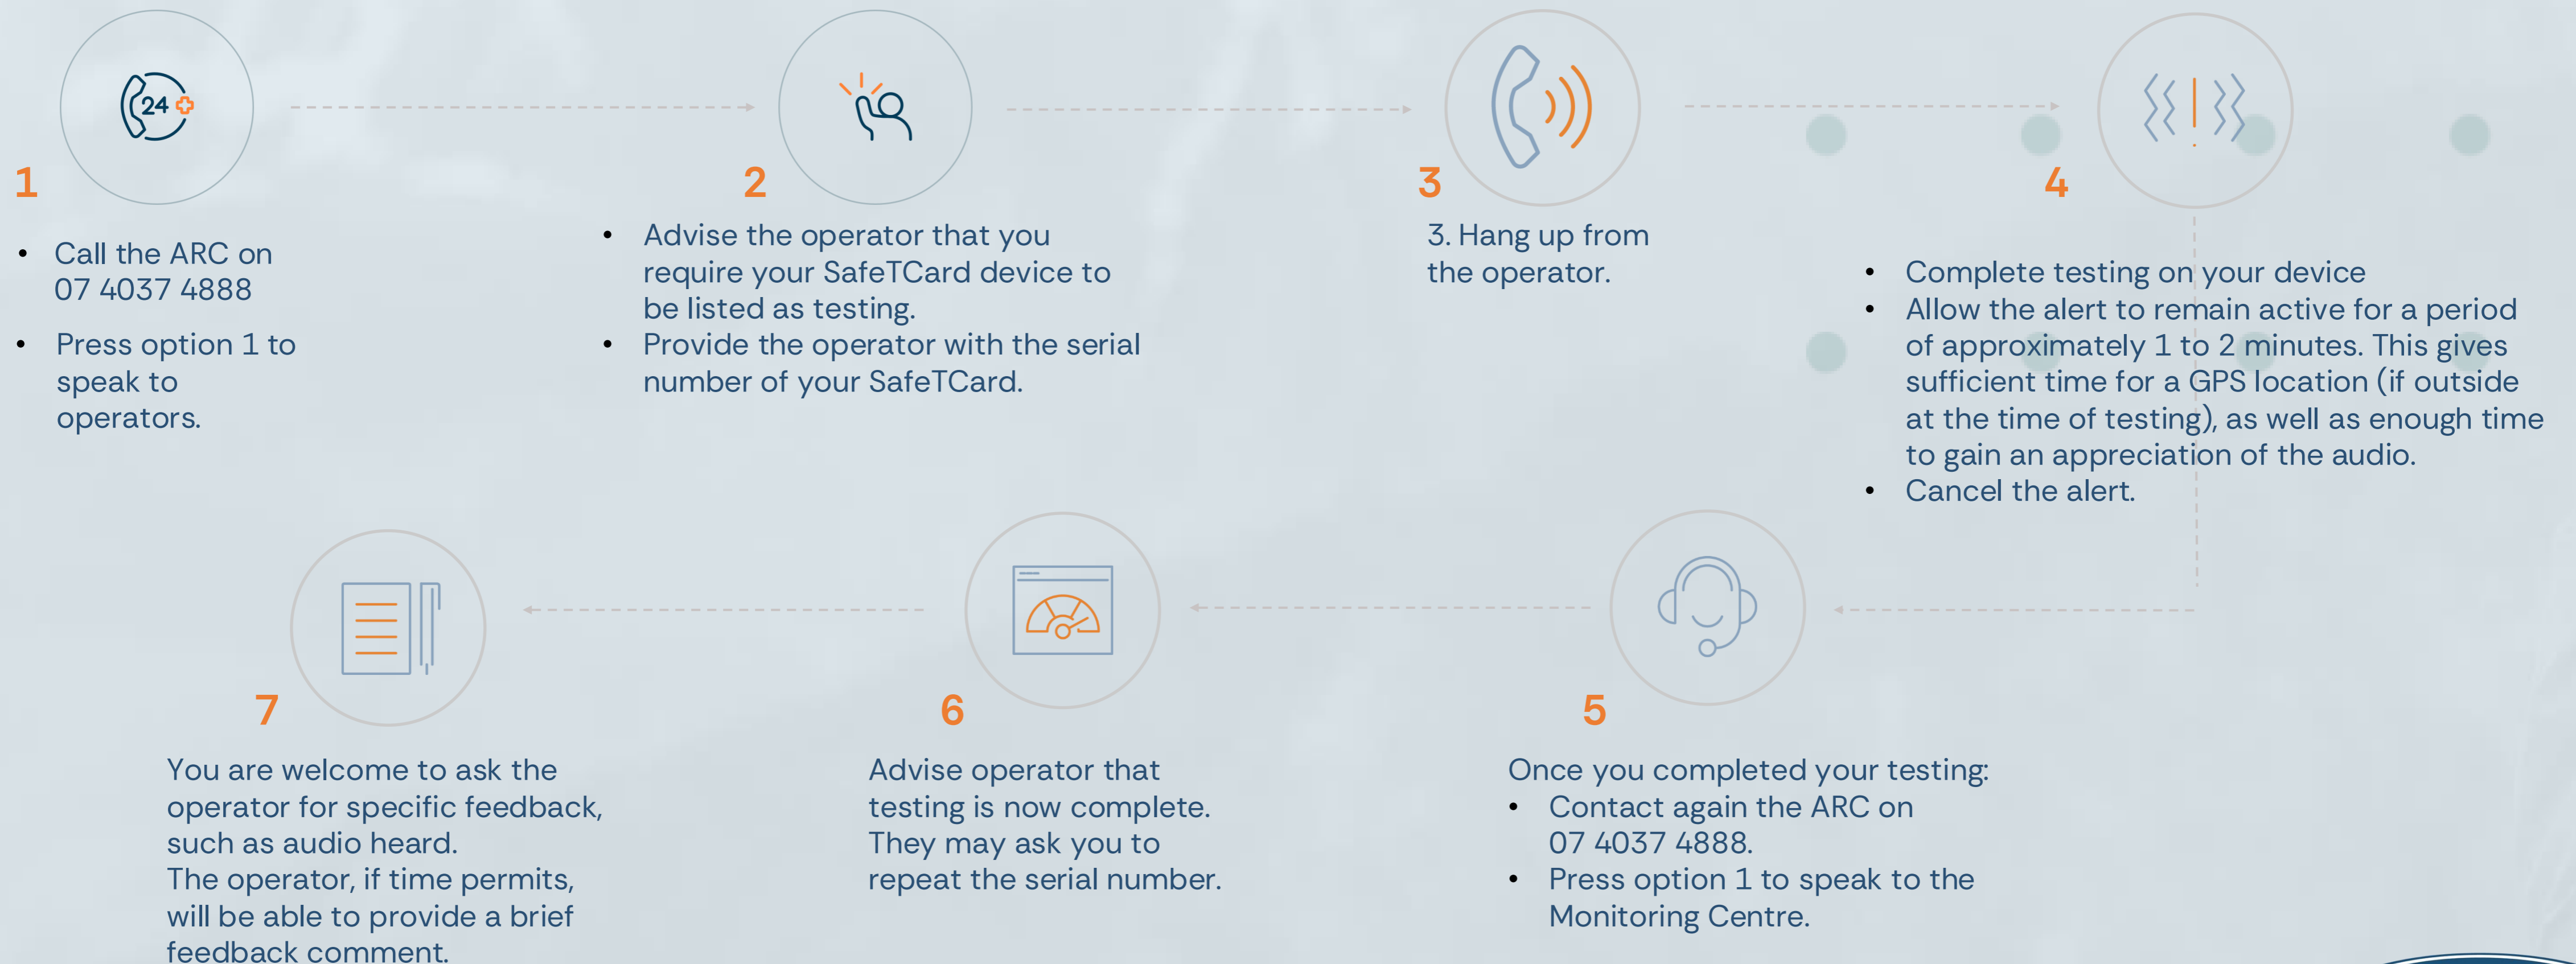 24
1
• Call the ARC on
07 4037 4888
• Press option 1 to
speak to
operators.
2
• Advise the operator that you
require your SafeTCard device to
be listed as testing.
• Provide the operator with the serial
number of your SafeTCard.
3
3. Hang up from
the operator.
4
• Complete testing on your device
• Allow the alert to remain active for a period
of approximately 1 to 2 minutes. This gives
sufficient time for a GPS location (if outside
at the time of testing), as well as enough time
to gain an appreciation of the audio.
• Cancel the alert.
5
Once you completed your testing:
• Contact again the ARC on
07 4037 4888.
• Press option 1 to speak to the
Monitoring Centre.
6
Advise operator that
testing is now complete.
They may ask you to
repeat the serial number.
7
You are welcome to ask the
operator for specific feedback,
such as audio heard.
The operator, if time permits,
will be able to provide a brief
feedback comment.